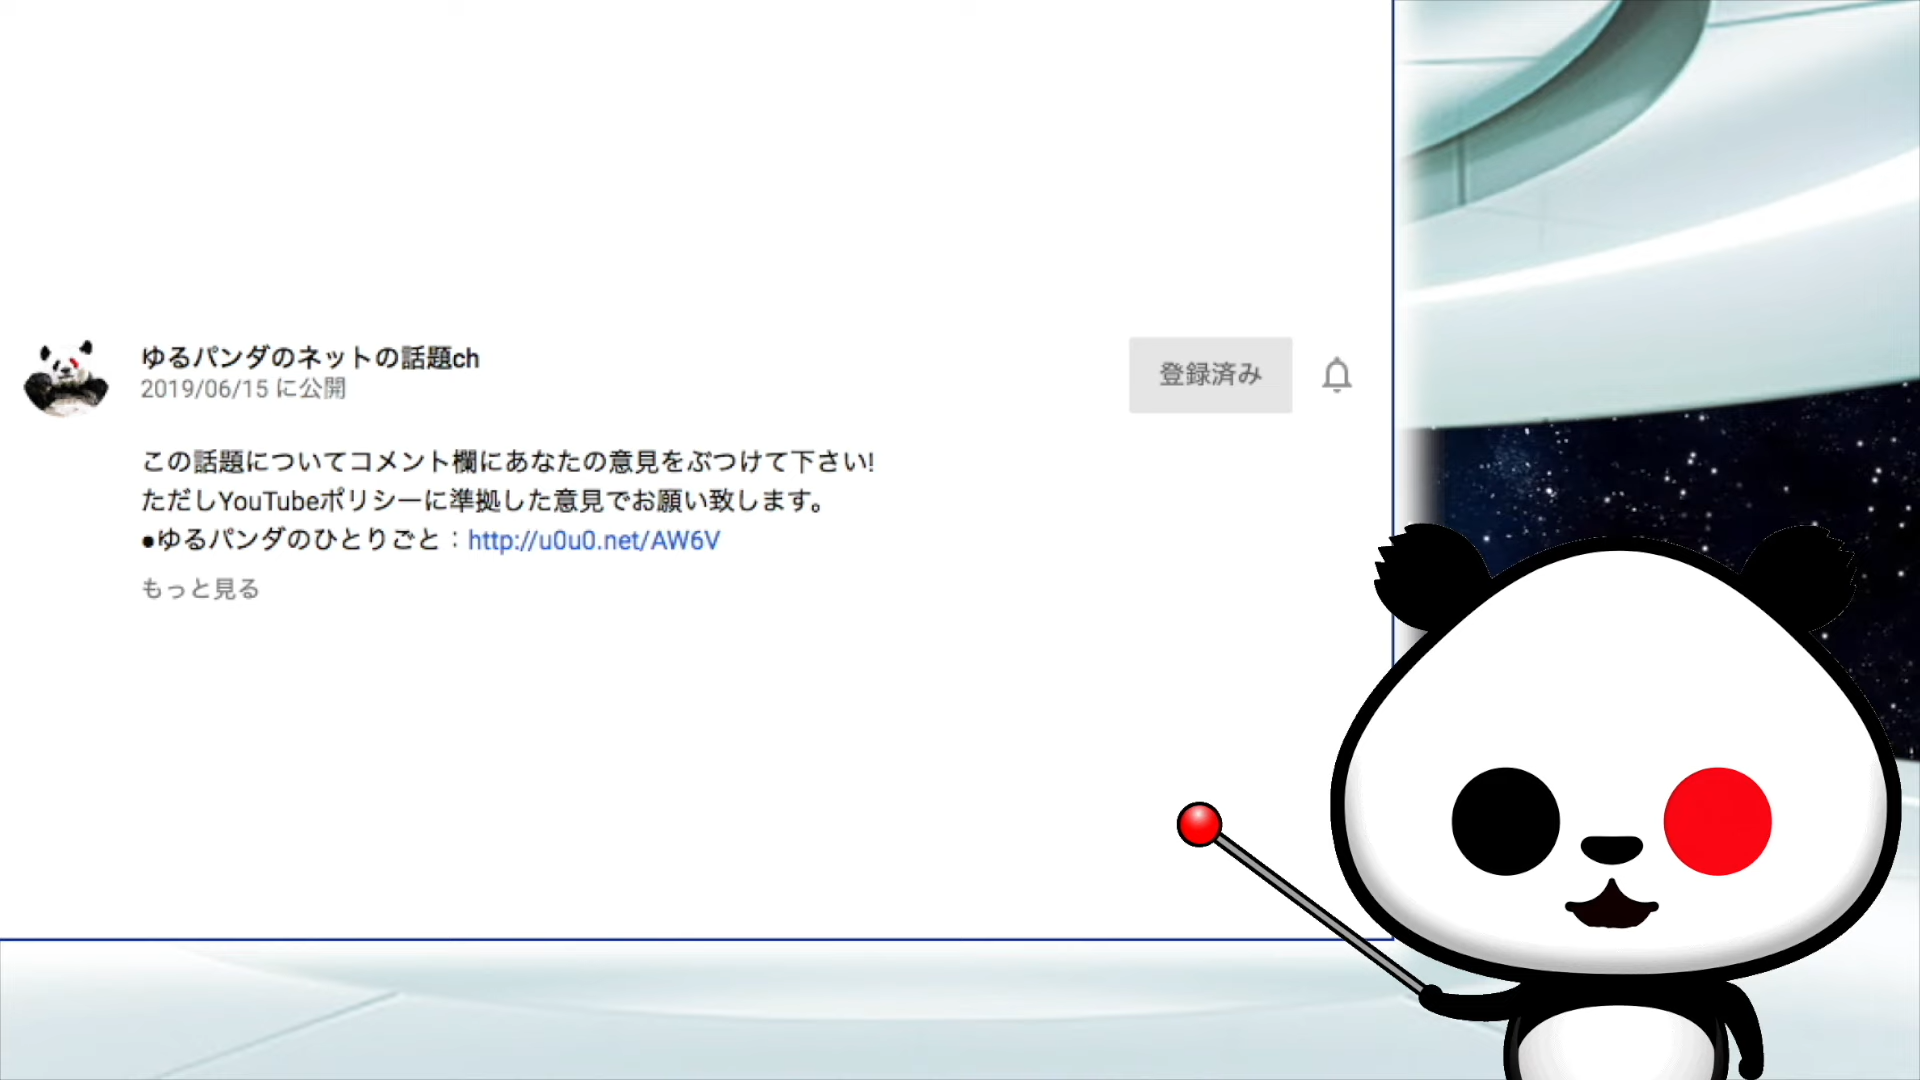 ゆるパンダのネットの話題ch
2019/06/15 に公開
登録済み
この話題についてコメント欄にあなたの意見をぶつけて下さい!
ただしYouTubeポリシーに準拠した意見でお願い致します。
●ゆるパンダのひとりごと：http://u0u0.net/AW6V
もっと見る